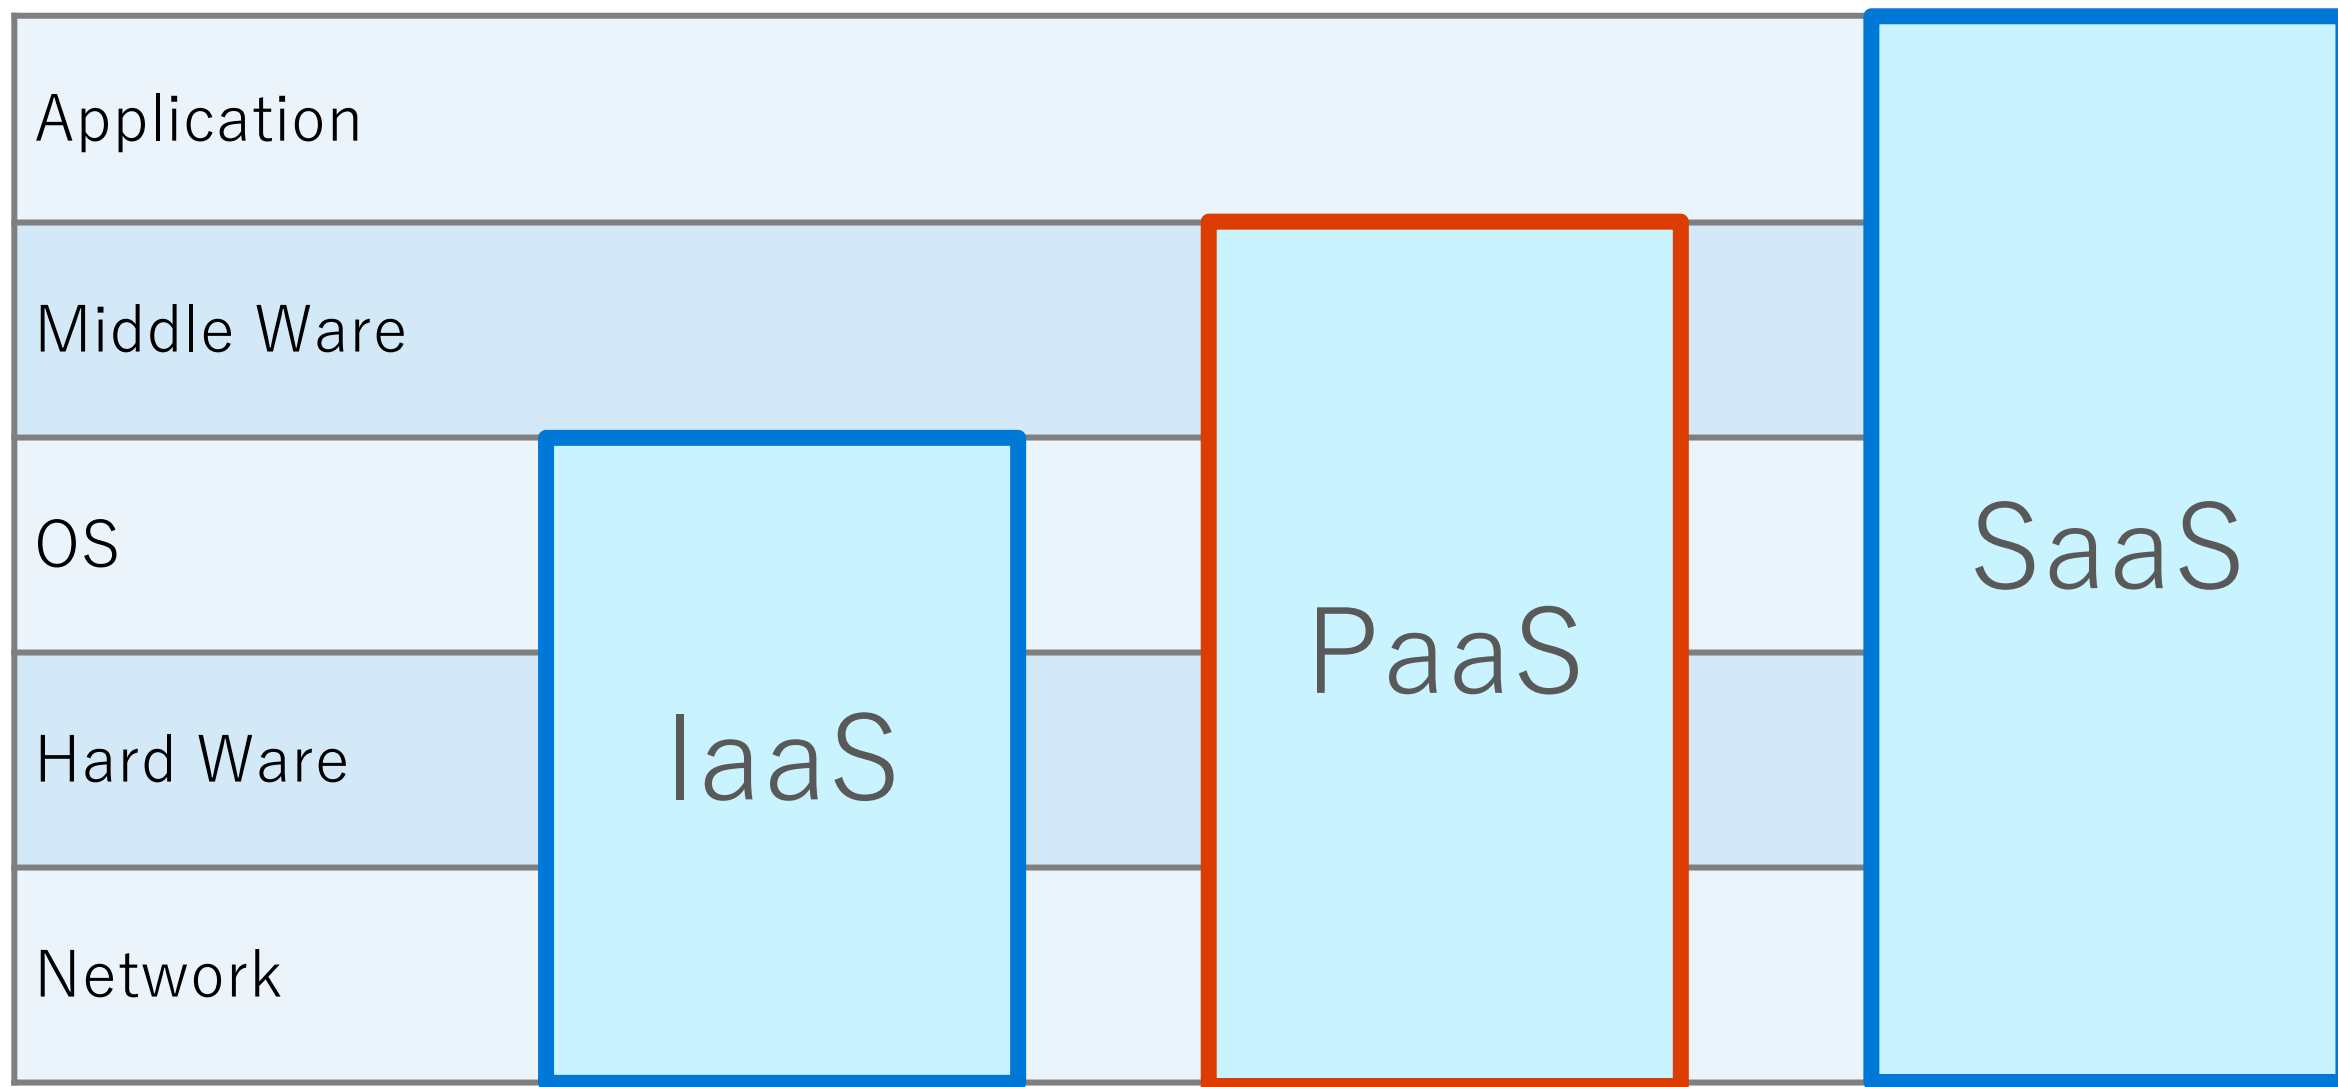 Application
Middle Ware
OS
Hard Ware
Network
IaaS
PaaS
SaaS